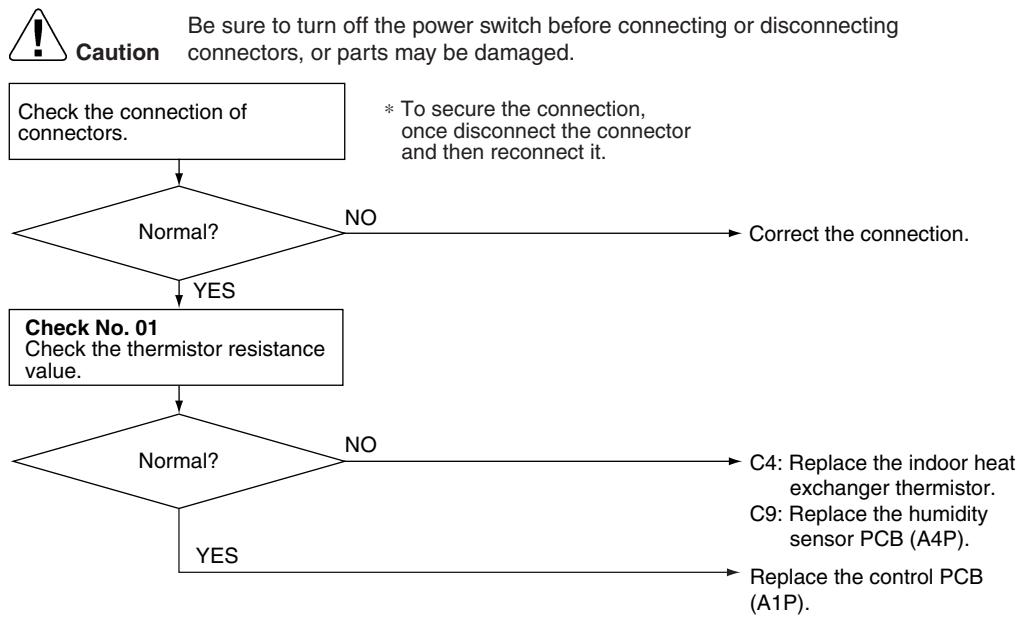 Be sure to turn off the power switch before connecting or disconnecting
Caution connectors, or parts may be damaged.
Check the connection of
connectors.
* To secure the connection,
once disconnect the connector
and then reconnect it.
Normal?
NO
Correct the connection.
YES
Check No. 01
Check the thermistor resistance
value.
Normal?
NO
C4: Replace the indoor heat
exchanger thermistor.
C9: Replace the humidity
sensor PCB (A4P).
YES
Replace the control PCB
(A1P).